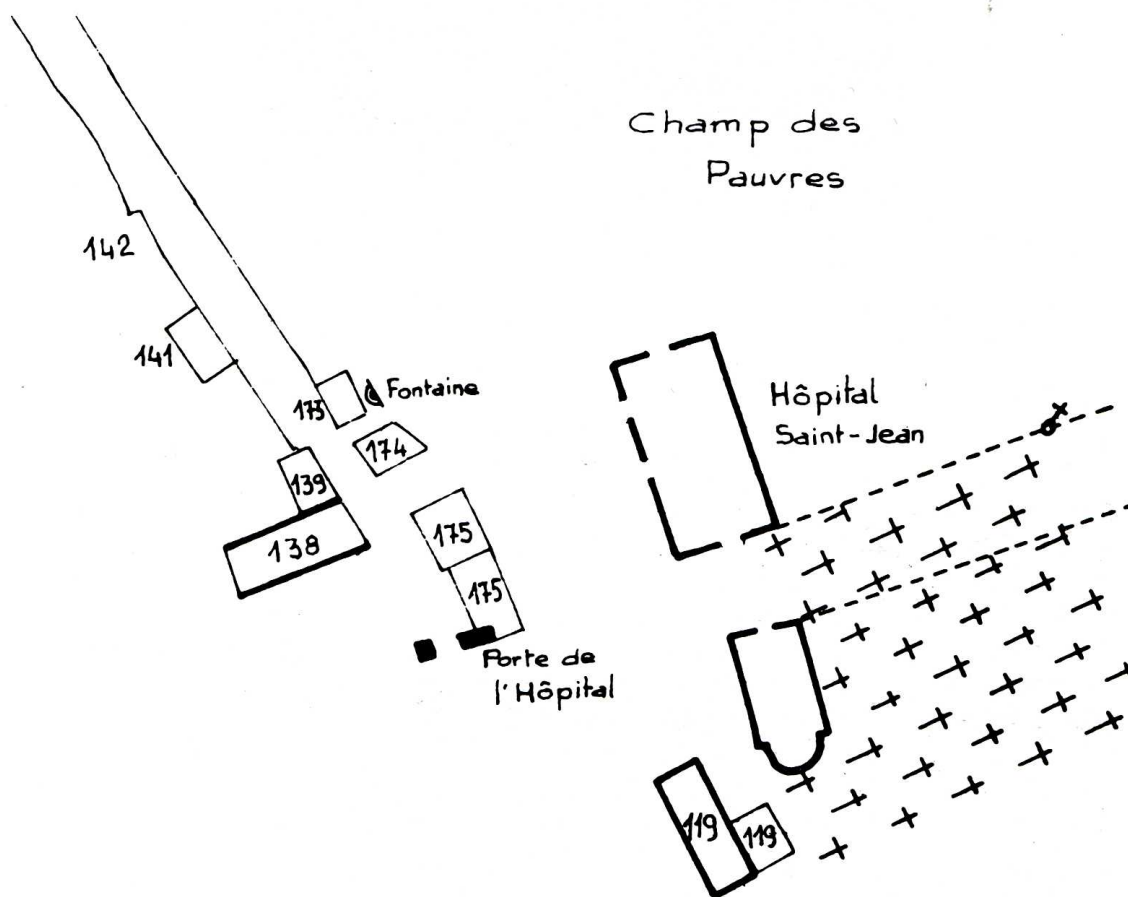 Champ des
Pauvres
142
141
173
Fontaine
174
139
138
175
175
Porte de
l'Hôpital
Hôpital
Saint-Jean
119
119